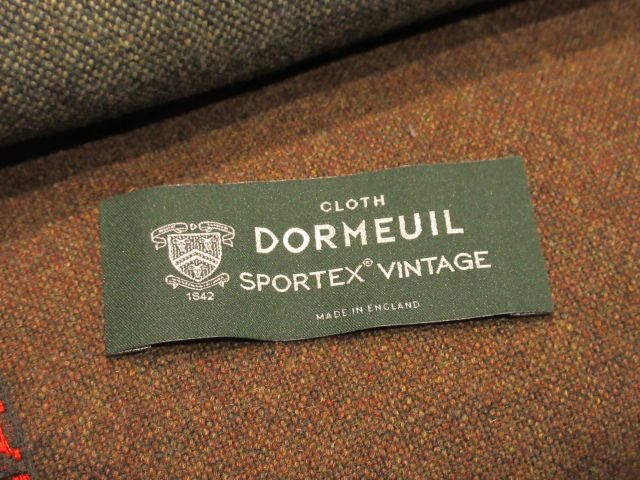 CLOTH
DORMEUIL
SPORTEX® VINTAGE
1842
MADE IN ENGLAND